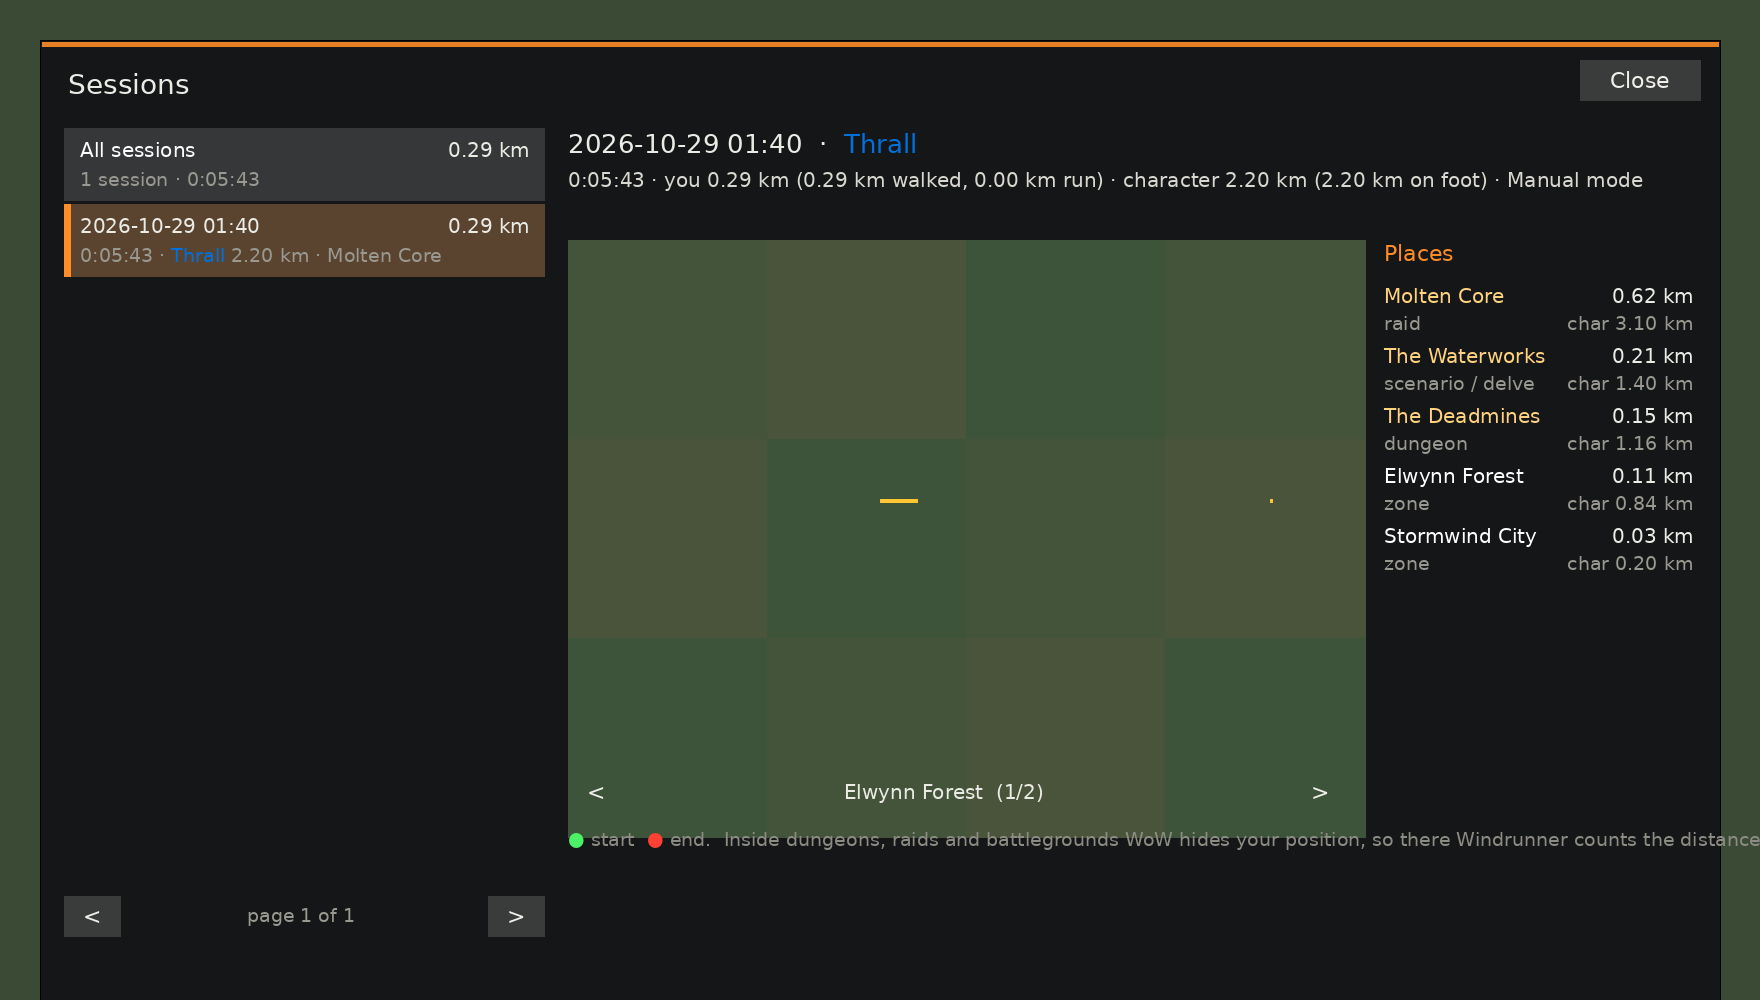 Sessions
Close
All sessions 0.29 km
1 session · 0:05:43
2026-10-29 01:40 0.29 km
0:05:43 · Thrall 2.20 km · Molten Core
< page 1 of 1 >
2026-10-29 01:40 · Thrall
0:05:43 · you 0.29 km (0.29 km walked, 0.00 km run) · character 2.20 km (2.20 km on foot) · Manual mode
< Elwynn Forest (1/2) >
start end. Inside dungeons, raids and battlegrounds WoW hides your position, so there Windrunner counts the distance
Places
Molten Core 0.62 km
raid char 3.10 km
The Waterworks 0.21 km
scenario / delve char 1.40 km
The Deadmines 0.15 km
dungeon char 1.16 km
Elwynn Forest 0.11 km
zone char 0.84 km
Stormwind City 0.03 km
zone char 0.20 km